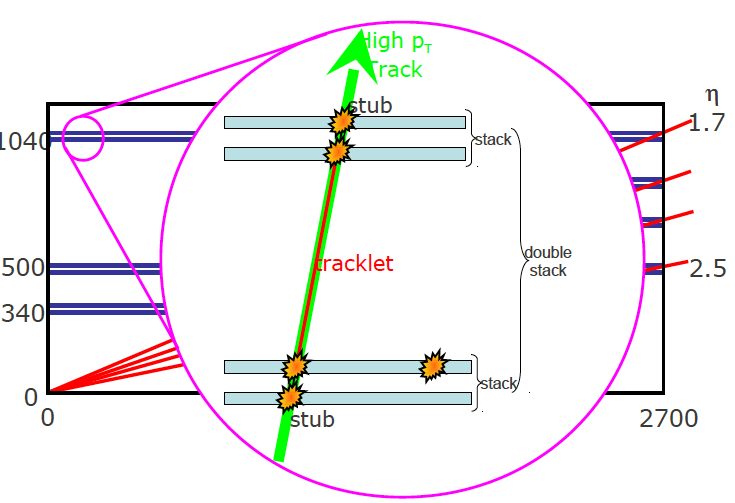 High pT
Track
stub
η
1.7
1040
stack
double
stack
tracklet
500
2.5
340
stack
0
stub
0
2700